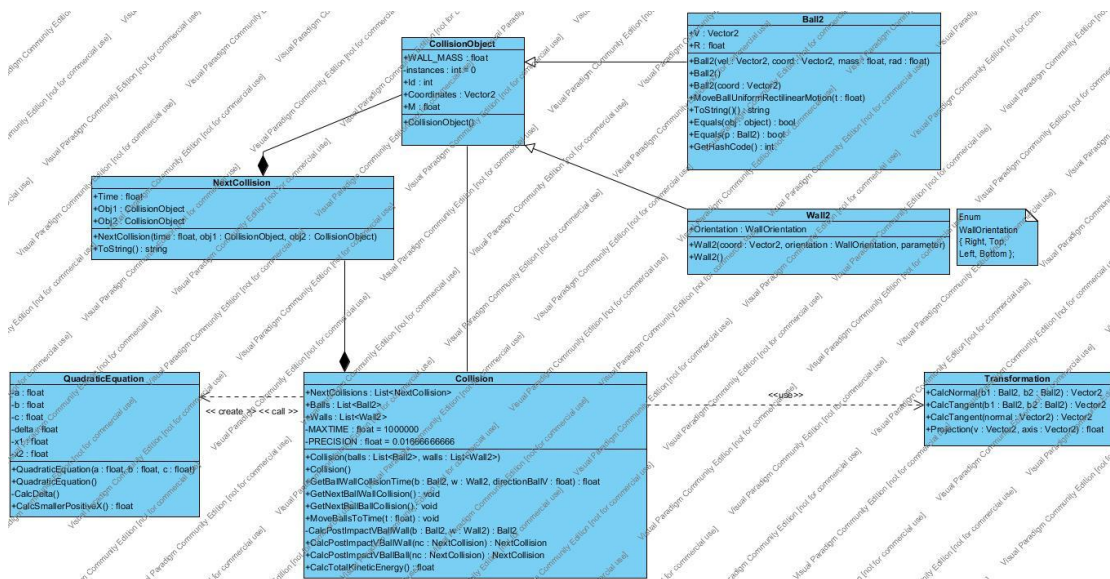 CollisionObject
+WALL_MASS : float
-instances : int = 0
+Id : int
+Coordinates : Vector2
+M : float
+CollisionObject()
Ball2
+V : Vector2
+R : float
+Ball2(vel : Vector2, coord : Vector2, mass : float, rad : float)
+Ball2()
+Ball2(coord : Vector2)
+MoveBallUniformRectilinearMotion(t : float)
+ToString()() : string
+Equals(obj : object) : bool
+Equals(p : Ball2) : bool
+GetHashCode() : int
NextCollision
+Time : float
+Obj1 : CollisionObject
+Obj2 : CollisionObject
+NextCollision(time : float, obj1 : CollisionObject, obj2 : CollisionObject)
+ToString() : string
Wall2
+Orientation : WallOrientation
+Wall2(coord : Vector2, orientation : WallOrientation, parameter)
+Wall2()
Enum
WallOrientation
{ Right, Top,
Left, Bottom };
QuadraticEquation
-a : float
-b : float
-c : float
-delta : float
-x1 : float
-x2 : float
+QuadraticEquation(a : float, b : float, c : float)
+QuadraticEquation()
-CalcDelta()
+CalcSmallerPositiveX() : float
<< create >> << call >>
Collision
+NextCollisions : List<NextCollision>
+Balls : List<Ball2>
+Walls : List<Wall2>
-MAXTIME : float = 1000000
-PRECISION : float = 0.01666666666
+Collision(balls : List<Ball2>, walls : List<Wall2>)
+Collision()
+GetBallWallCollisionTime(b : Ball2, w : Wall2, directionBallV : float) : float
+GetNextBallWallCollision() : void
+GetNextBallBallCollision() : void
+MoveBallsToTime(t : float) : void
-CalcPostImpactVBallWall(b : Ball2, w : Wall2) : Ball2
+CalcPostImpactVBallWall(nc : NextCollision) : NextCollision
+CalcPostImpactVBallBall(nc : NextCollision) : NextCollision
+CalcTotalKineticEnergy() : float
<<use>>
Transformation
+CalcNormal(b1 : Ball2, b2 : Ball2) : Vector2
+CalcTangent(b1 : Ball2, b2 : Ball2) : Vector2
+CalcTangent(normal : Vector2) : Vector2
+Projection(v : Vector2, axis : Vector2) : float
Visual Paradigm Community Edition [not for commercial use]